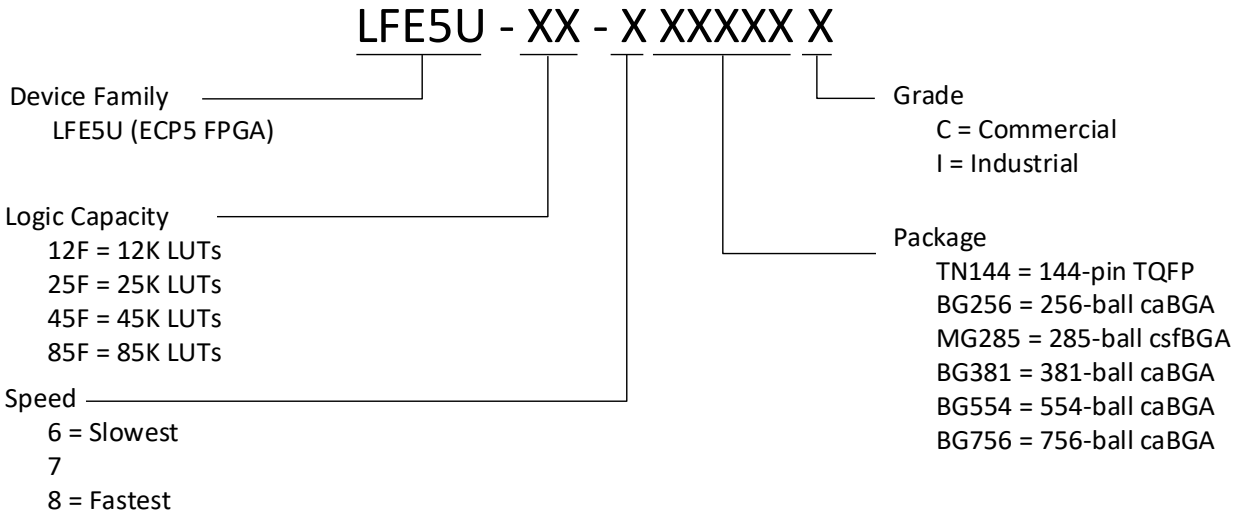 LFE5U - XX - X XXXXX X
Device Family
LFE5U (ECP5 FPGA)
Logic Capacity
12F = 12K LUTs
25F = 25K LUTs
45F = 45K LUTs
85F = 85K LUTs
Speed
6 = Slowest
7
8 = Fastest
Grade
C = Commercial
I = Industrial
Package
TN144 = 144-pin TQFP
BG256 = 256-ball caBGA
MG285 = 285-ball csfBGA
BG381 = 381-ball caBGA
BG554 = 554-ball caBGA
BG756 = 756-ball caBGA